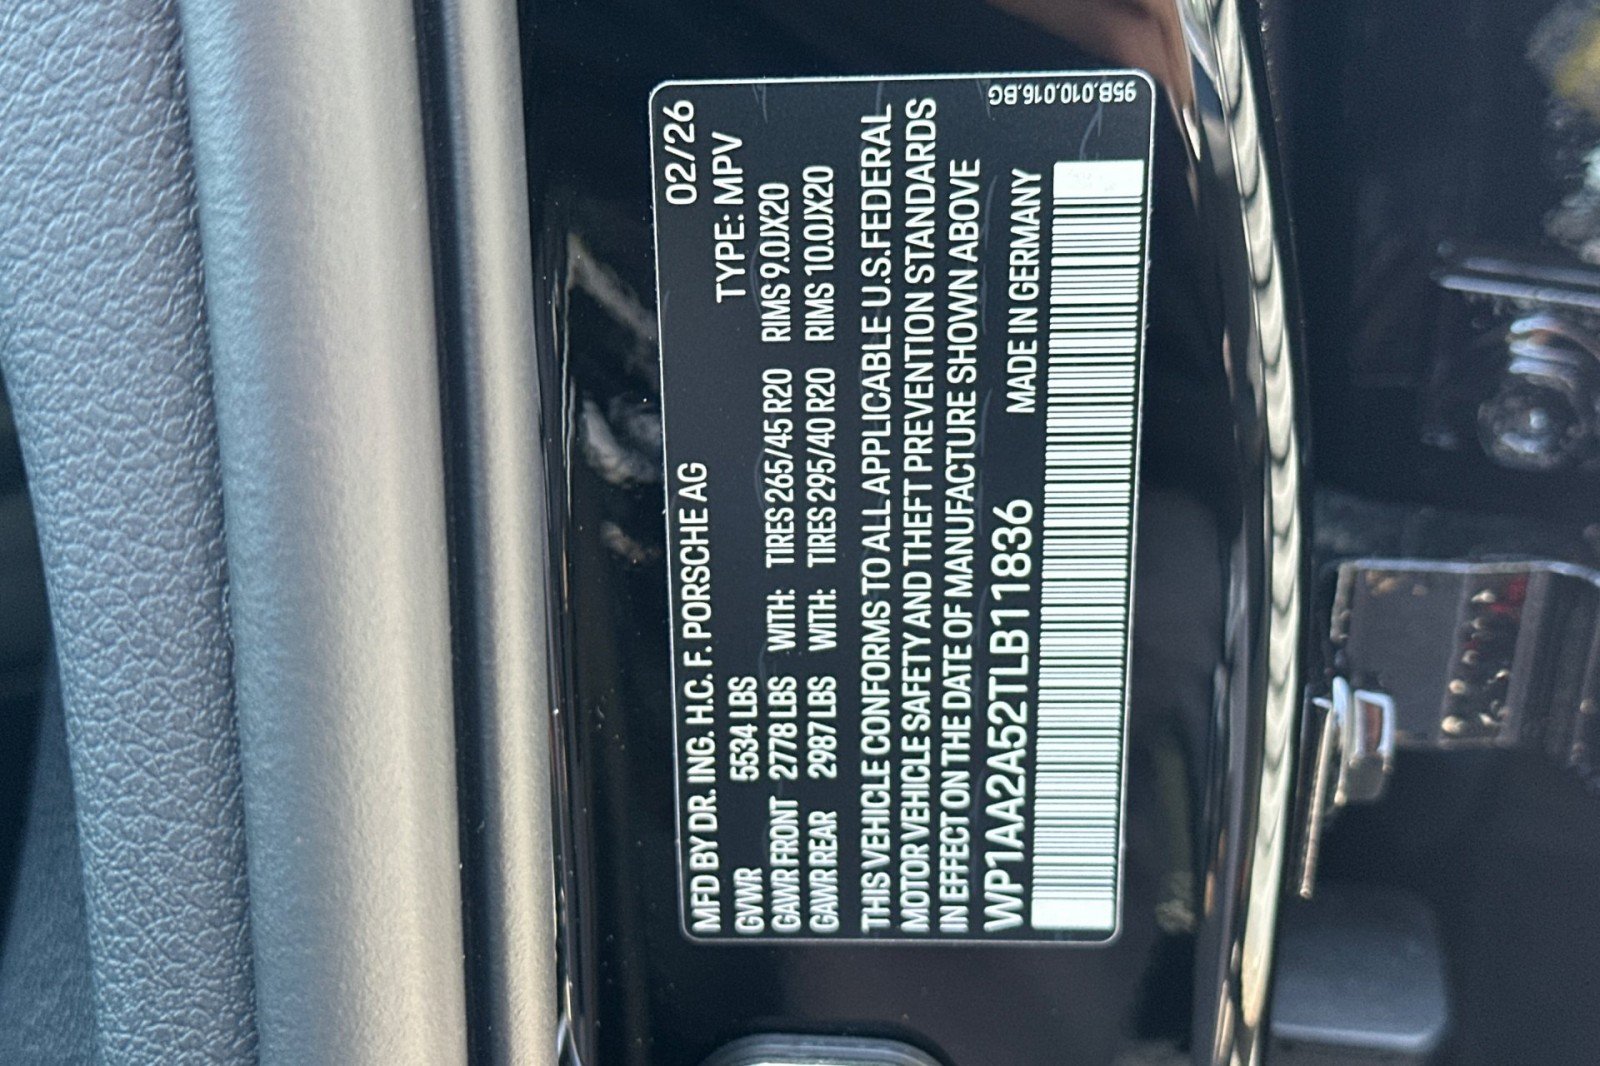 MFD BY DR. ING. H.C. F. PORSCHE AG 02/26
GVWR 5534 LBS TYPE: MPV
GAWR FRONT 2778 LBS WITH: TIRES 265/45 R20 RIMS 9.0JX20
GAWR REAR 2987 LBS WITH: TIRES 295/40 R20 RIMS 10.0JX20
THIS VEHICLE CONFORMS TO ALL APPLICABLE U.S. FEDERAL
MOTOR VEHICLE SAFETY AND THEFT PREVENTION STANDARDS
IN EFFECT ON THE DATE OF MANUFACTURE SHOWN ABOVE
WP1AA2A52TLB11836 MADE IN GERMANY
95B.010.016.BG